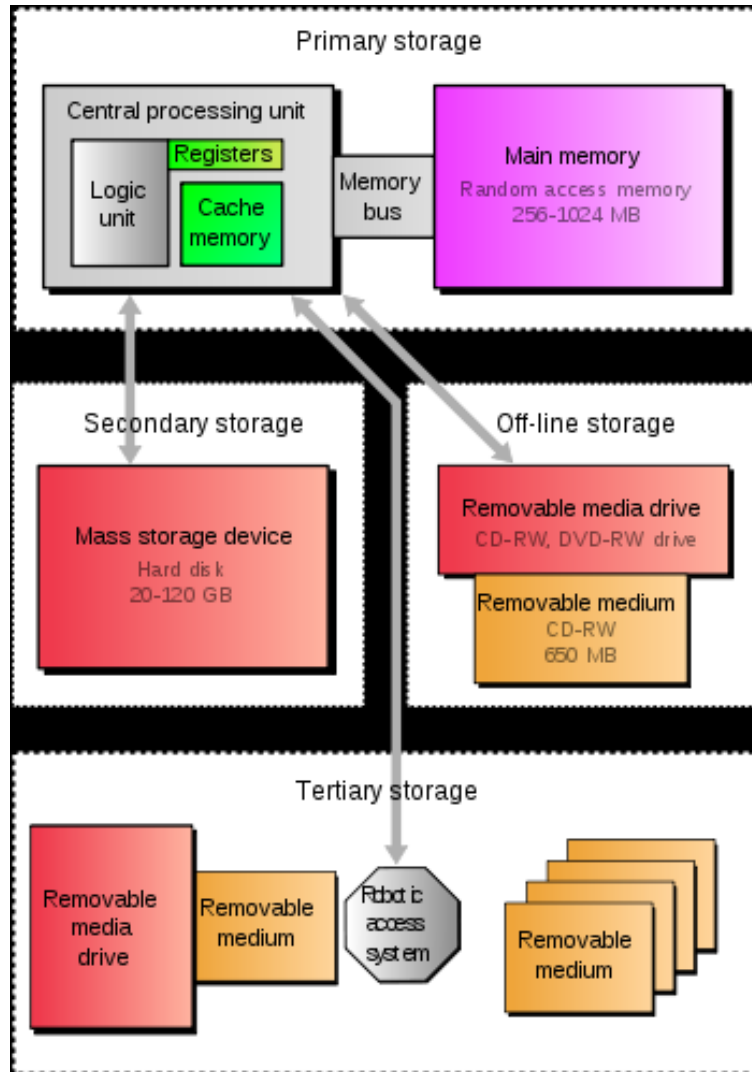 Primary storage
Central processing unit
Registers
Logic
unit
Cache
memory
Memory
bus
Main memory
Random access memory
256-1024 MB
Secondary storage
Mass storage device
Hard disk
20-120 GB
Off-line storage
Removable media drive
CD-RW, DVD-RW drive
Removable medium
CD-RW
650 MB
Tertiary storage
Removable
media
drive
Removable
medium
Robotic
access
system
Removable
medium